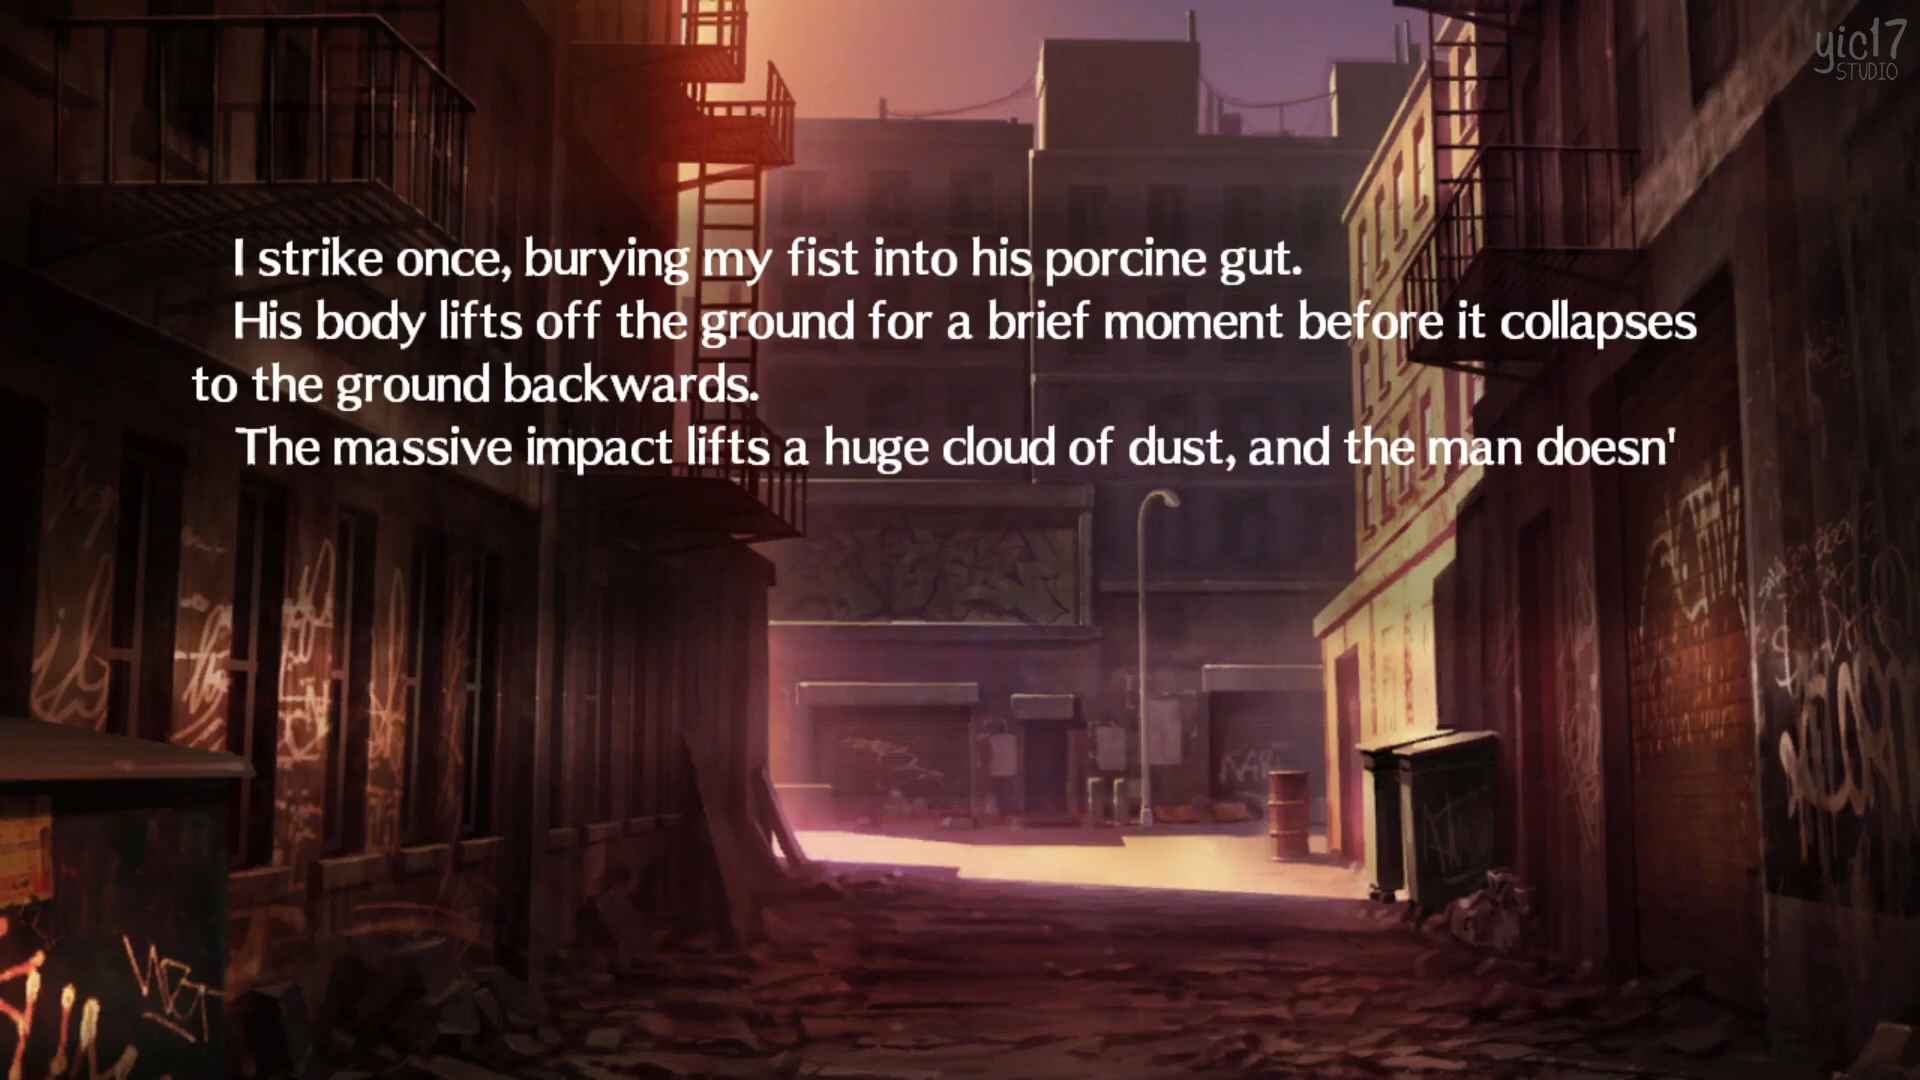 yic17
STUDIO
I strike once, burying my fist into his porcine gut.
His body lifts off the ground for a brief moment before it collapses
to the ground backwards.
The massive impact lifts a huge cloud of dust, and the man doesn'